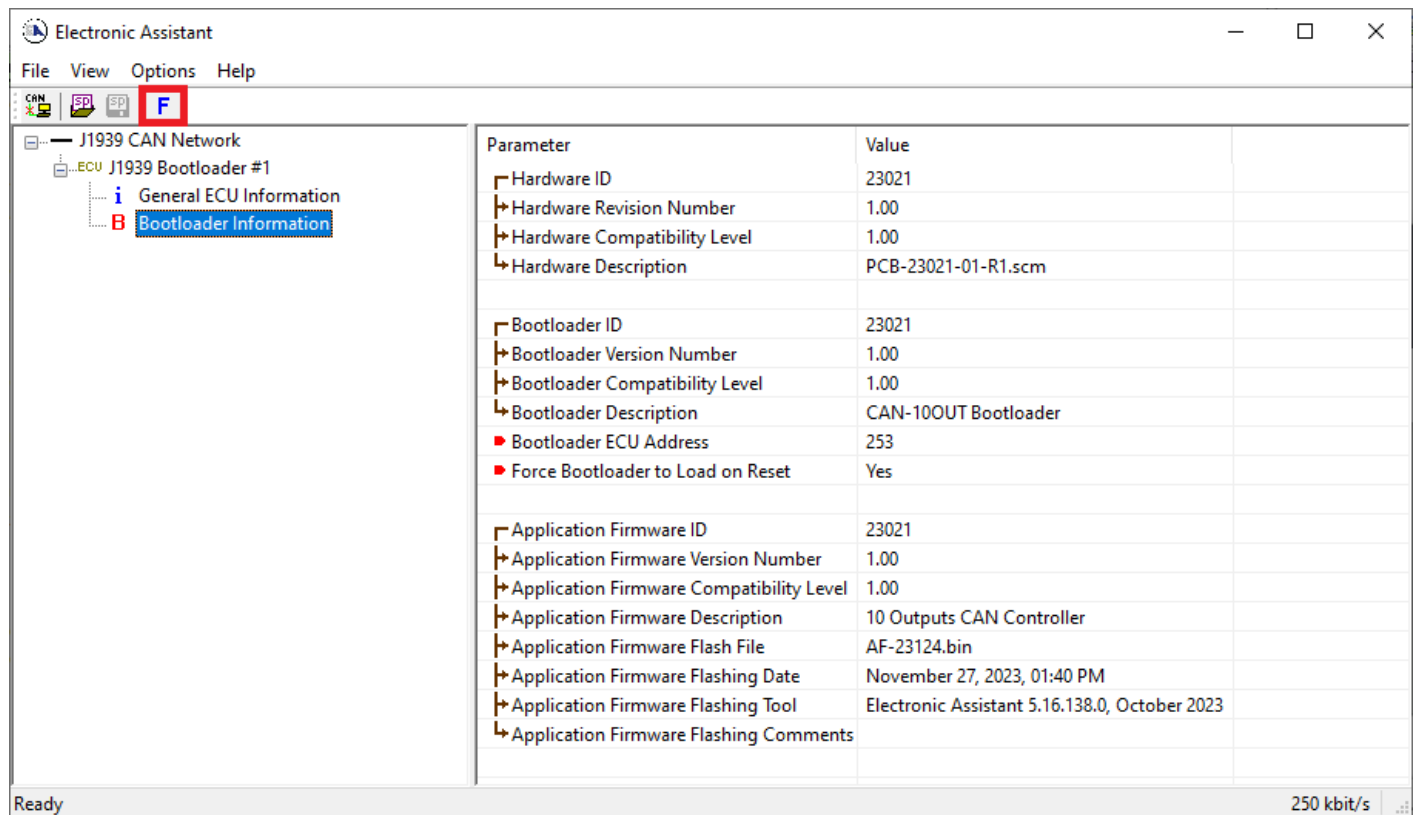 Electronic Assistant
File View Options Help
CAN SP SP F
J1939 CAN Network
ECU J1939 Bootloader #1
i General ECU Information
B Bootloader Information
Parameter Value
Hardware ID 23021
Hardware Revision Number 1.00
Hardware Compatibility Level 1.00
Hardware Description PCB-23021-01-R1.scm
Bootloader ID 23021
Bootloader Version Number 1.00
Bootloader Compatibility Level 1.00
Bootloader Description CAN-10OUT Bootloader
Bootloader ECU Address 253
Force Bootloader to Load on Reset Yes
Application Firmware ID 23021
Application Firmware Version Number 1.00
Application Firmware Compatibility Level 1.00
Application Firmware Description 10 Outputs CAN Controller
Application Firmware Flash File AF-23124.bin
Application Firmware Flashing Date November 27, 2023, 01:40 PM
Application Firmware Flashing Tool Electronic Assistant 5.16.138.0, October 2023
Application Firmware Flashing Comments
Ready 250 kbit/s